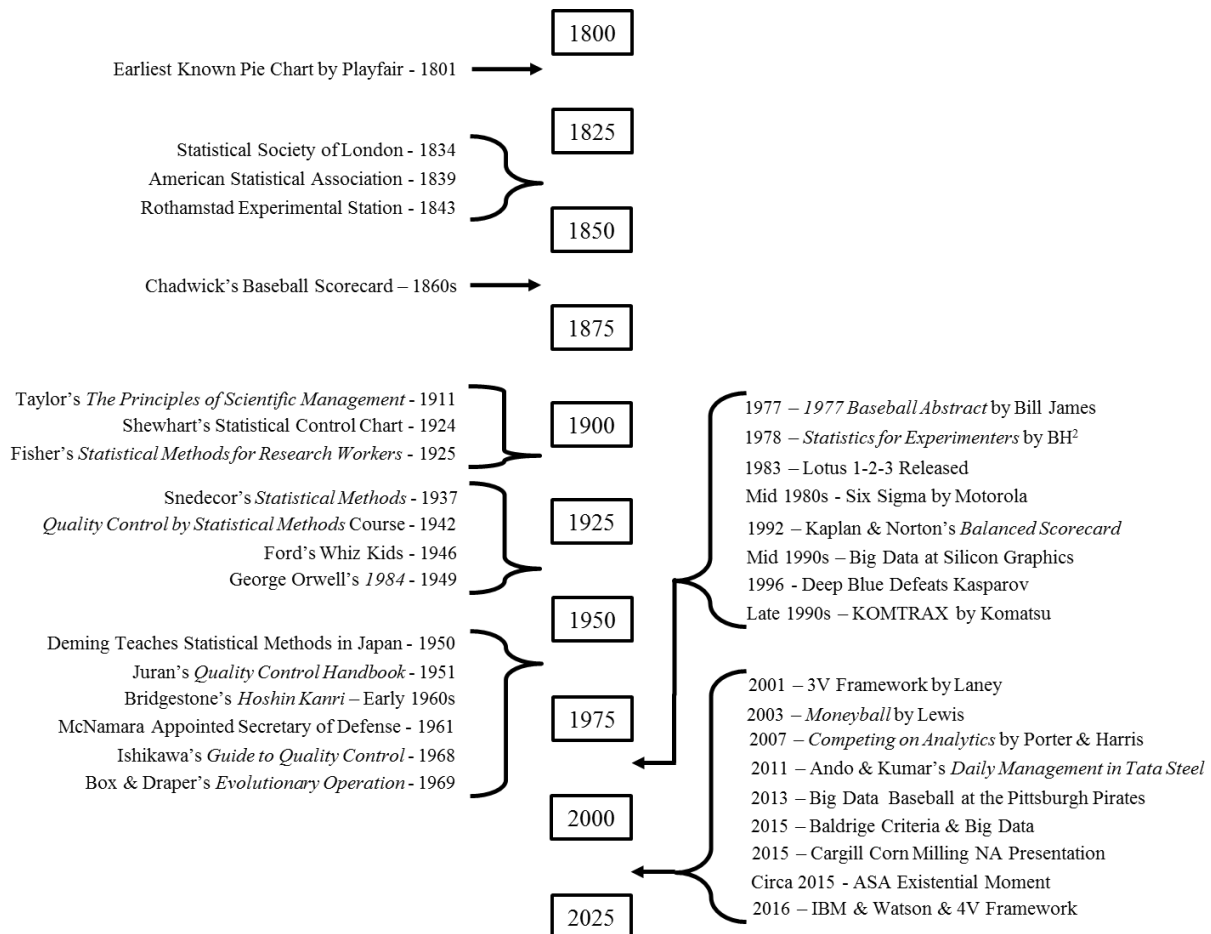 1800
Earliest Known Pie Chart by Playfair - 1801
1825
Statistical Society of London - 1834
American Statistical Association - 1839
Rothamstad Experimental Station - 1843
1850
Chadwick’s Baseball Scorecard – 1860s
1875
Taylor’s The Principles of Scientific Management - 1911
Shewhart’s Statistical Control Chart - 1924
Fisher’s Statistical Methods for Research Workers - 1925
1900
Snedecor’s Statistical Methods - 1937
Quality Control by Statistical Methods Course - 1942
Ford’s Whiz Kids - 1946
George Orwell’s 1984 - 1949
1925
1950
Deming Teaches Statistical Methods in Japan - 1950
Juran’s Quality Control Handbook - 1951
Bridgestone’s Hoshin Kanri – Early 1960s
McNamara Appointed Secretary of Defense - 1961
Ishikawa’s Guide to Quality Control - 1968
Box & Draper’s Evolutionary Operation - 1969
1975
1977 – 1977 Baseball Abstract by Bill James
1978 – Statistics for Experimenters by BH²
1983 – Lotus 1-2-3 Released
Mid 1980s - Six Sigma by Motorola
1992 – Kaplan & Norton’s Balanced Scorecard
Mid 1990s – Big Data at Silicon Graphics
1996 - Deep Blue Defeats Kasparov
Late 1990s – KOMTRAX by Komatsu
2000
2001 – 3V Framework by Laney
2003 – Moneyball by Lewis
2007 – Competing on Analytics by Porter & Harris
2011 – Ando & Kumar’s Daily Management in Tata Steel
2013 – Big Data Baseball at the Pittsburgh Pirates
2015 – Baldrige Criteria & Big Data
2015 – Cargill Corn Milling NA Presentation
Circa 2015 - ASA Existential Moment
2016 – IBM & Watson & 4V Framework
2025